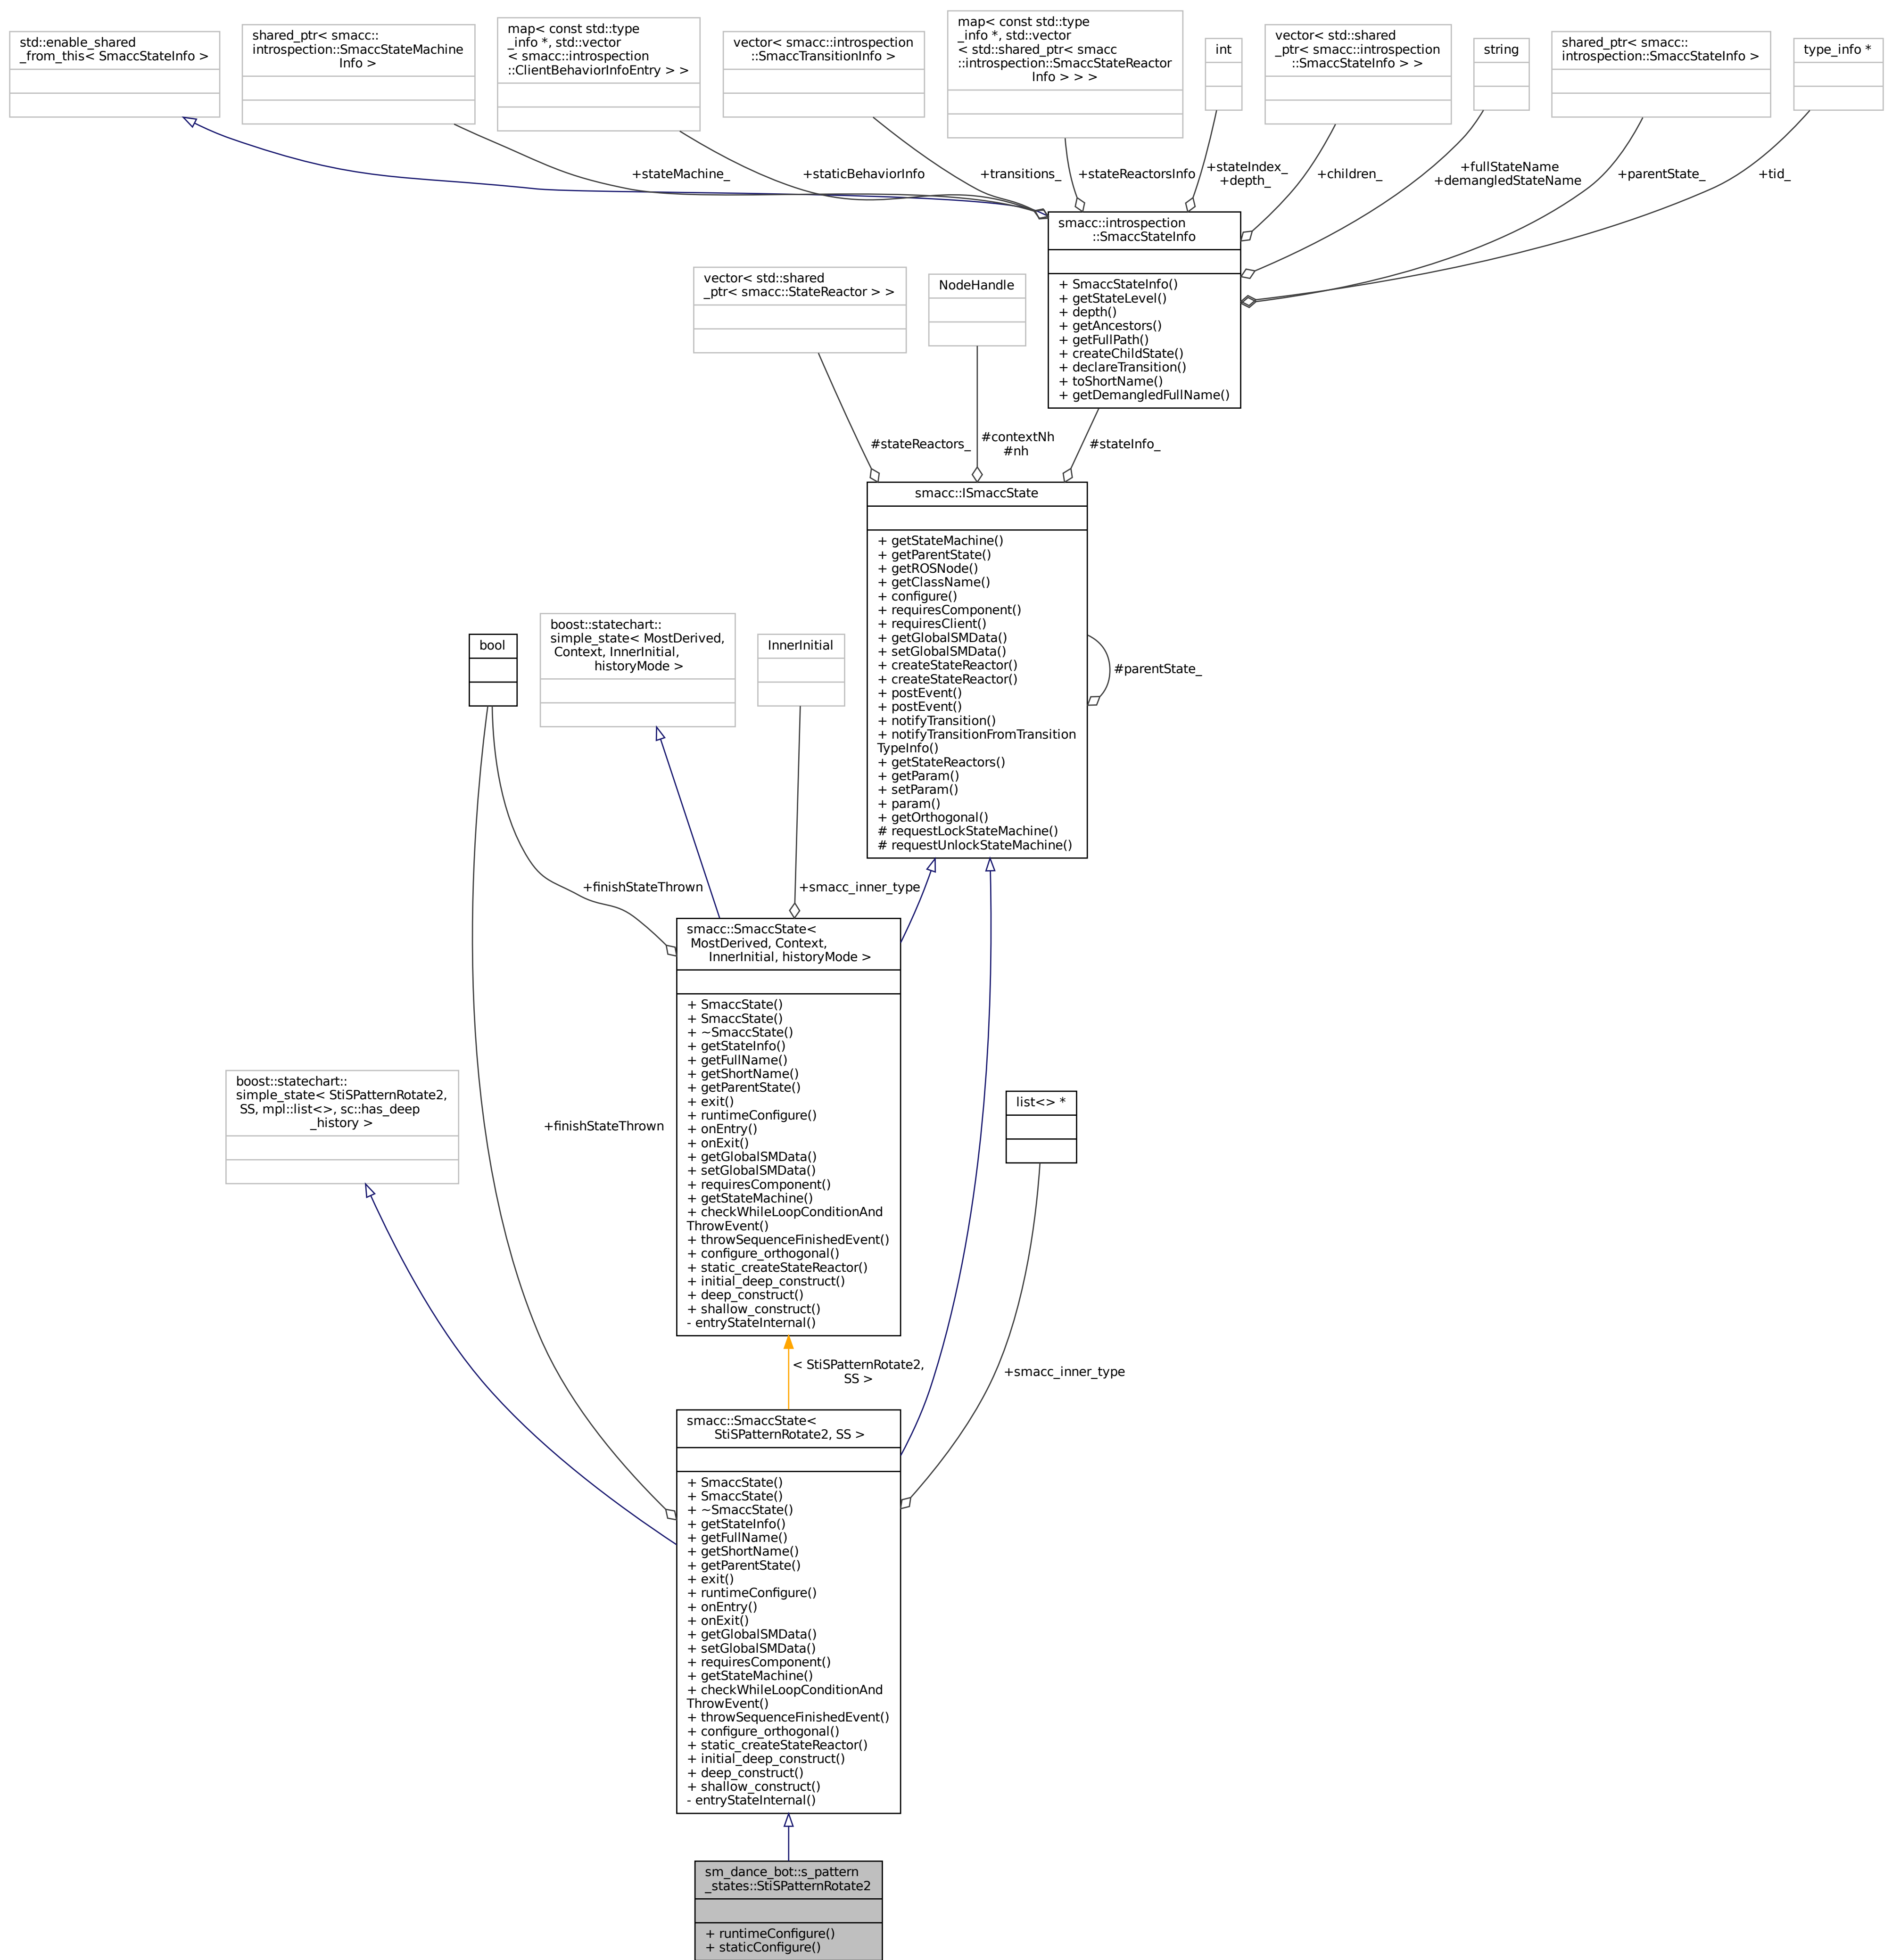 std::enable_shared
_from_this< SmaccStateInfo >
shared_ptr< smacc::
introspection::SmaccStateMachine
Info >
map< const std::type
_info *, std::vector
< smacc::introspection
::ClientBehaviorInfoEntry > >
vector< smacc::introspection
::SmaccTransitionInfo >
map< const std::type
_info *, std::vector
< std::shared_ptr< smacc
::introspection::SmaccStateReactor
Info > > >
int
vector< std::shared
_ptr< smacc::introspection
::SmaccStateInfo > >
string
shared_ptr< smacc::
introspection::SmaccStateInfo >
type_info *
+stateMachine_
+staticBehaviorInfo
+transitions_
+stateReactorsInfo
+stateIndex_
+depth_
+children_
+fullStateName
+demangledStateName
+parentState_
+tid_
smacc::introspection
::SmaccStateInfo
+ SmaccStateInfo()
+ getStateLevel()
+ depth()
+ getAncestors()
+ getFullPath()
+ createChildState()
+ declareTransition()
+ toShortName()
+ getDemangledFullName()
vector< std::shared
_ptr< smacc::StateReactor > >
NodeHandle
#stateReactors_
#contextNh
#nh
#stateInfo_
smacc::ISmaccState
+ getStateMachine()
+ getParentState()
+ getROSNode()
+ getClassName()
+ configure()
+ requiresComponent()
+ requiresClient()
+ getGlobalSMData()
+ setGlobalSMData()
+ createStateReactor()
+ createStateReactor()
+ postEvent()
+ postEvent()
+ notifyTransition()
+ notifyTransitionFromTransition
TypeInfo()
+ getStateReactors()
+ getParam()
+ setParam()
+ param()
+ getOrthogonal()
# requestLockStateMachine()
# requestUnlockStateMachine()
#parentState_
bool
boost::statechart::
simple_state< MostDerived,
Context, InnerInitial,
historyMode >
InnerInitial
+finishStateThrown
+smacc_inner_type
smacc::SmaccState<
MostDerived, Context,
InnerInitial, historyMode >
+ SmaccState()
+ SmaccState()
+ ~SmaccState()
+ getStateInfo()
+ getFullName()
+ getShortName()
+ getParentState()
+ exit()
+ runtimeConfigure()
+ onEntry()
+ onExit()
+ getGlobalSMData()
+ setGlobalSMData()
+ requiresComponent()
+ getStateMachine()
+ checkWhileLoopConditionAnd
ThrowEvent()
+ throwSequenceFinishedEvent()
+ configure_orthogonal()
+ static_createStateReactor()
+ initial_deep_construct()
+ deep_construct()
+ shallow_construct()
- entryStateInternal()
boost::statechart::
simple_state< StiSPatternRotate2,
SS, mpl::list<>, sc::has_deep
_history >
+finishStateThrown
list<> *
< StiSPatternRotate2,
SS >
+smacc_inner_type
smacc::SmaccState<
StiSPatternRotate2, SS >
+ SmaccState()
+ SmaccState()
+ ~SmaccState()
+ getStateInfo()
+ getFullName()
+ getShortName()
+ getParentState()
+ exit()
+ runtimeConfigure()
+ onEntry()
+ onExit()
+ getGlobalSMData()
+ setGlobalSMData()
+ requiresComponent()
+ getStateMachine()
+ checkWhileLoopConditionAnd
ThrowEvent()
+ throwSequenceFinishedEvent()
+ configure_orthogonal()
+ static_createStateReactor()
+ initial_deep_construct()
+ deep_construct()
+ shallow_construct()
- entryStateInternal()
sm_dance_bot::s_pattern
_states::StiSPatternRotate2
+ runtimeConfigure()
+ staticConfigure()